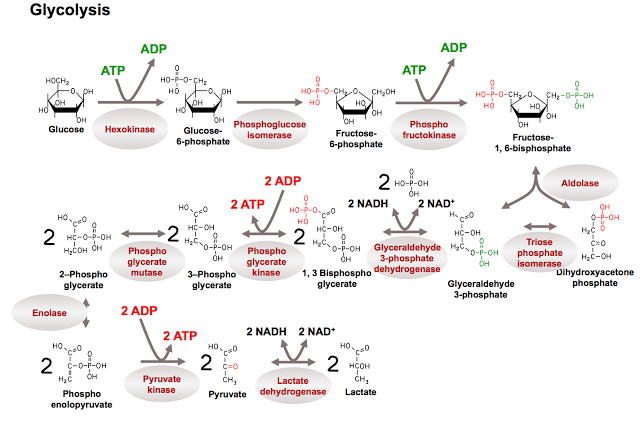 Glycolysis
ATP
ADP
ATP
ADP
Glucose
Hexokinase
Glucose-
6-phosphate
Phosphoglucose
isomerase
Fructose-
6-phosphate
Phospho
fructokinase
Fructose-
1, 6-bisphosphate
Aldolase
2 ATP
2 ADP
2
2 NADH
2 NAD+
2
2–Phospho
glycerate
Phospho
glycerate
mutase
2
3–Phospho
glycerate
Phospho
glycerate
kinase
2
1, 3 Bisphospho
glycerate
Glyceraldehyde
3-phosphate
dehydrogenase
Glyceraldehyde
3-phosphate
Triose
phosphate
isomerase
Dihydroxyacetone
phosphate
Enolase
2 ADP
2 ATP
2 NADH
2 NAD+
2
Phospho
enolopyruvate
Pyruvate
kinase
2
Pyruvate
Lactate
dehydrogenase
2
Lactate